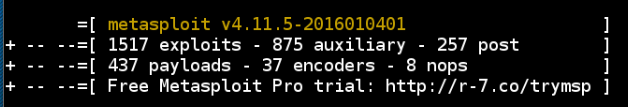 =[ metasploit v4.11.5-2016010401 ]
+ -- --=[ 1517 exploits - 875 auxiliary - 257 post ]
+ -- --=[ 437 payloads - 37 encoders - 8 nops ]
+ -- --=[ Free Metasploit Pro trial: http://r-7.co/trymsp ]